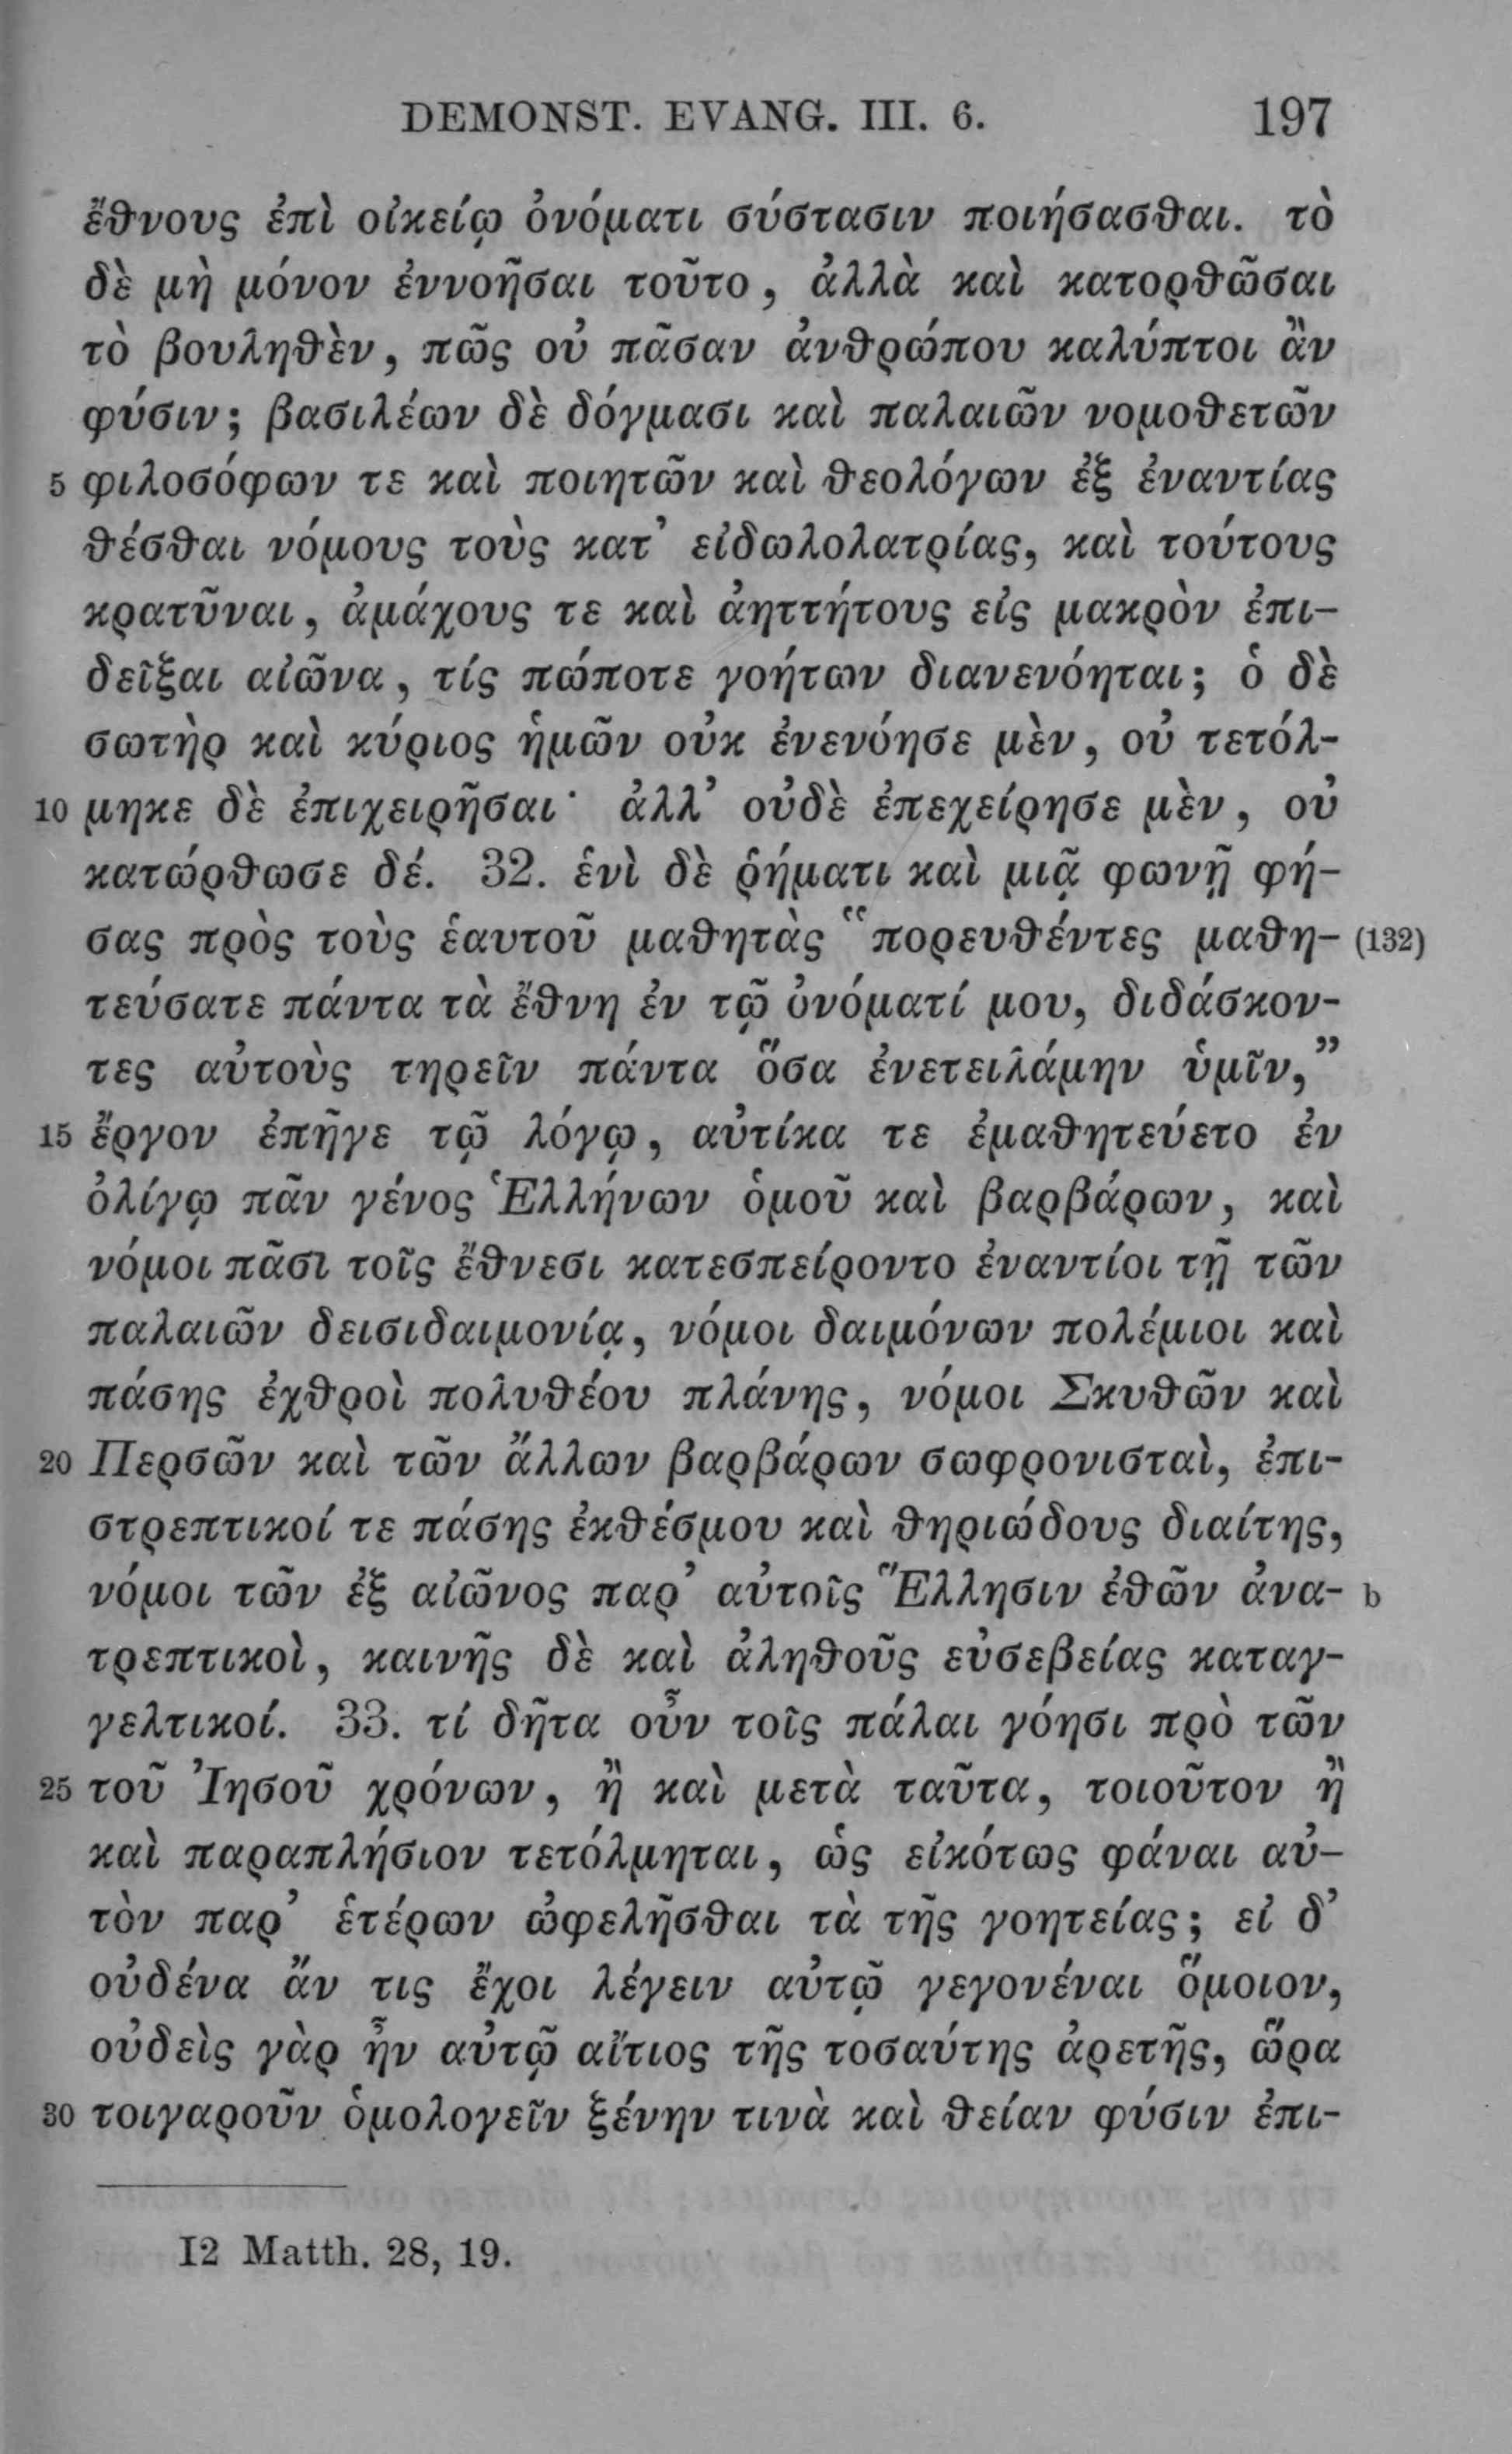 DEMONST. EVANG. III. 6. 197
ἔθνους ἐπὶ οἰκείῳ ὀνόματι σύστασιν ποιήσασθαι. τὸ
δὲ μὴ μόνον ἐννοῆσαι τοῦτο, ἀλλὰ καὶ κατορθῶσαι
τὸ βουληθὲν, πῶς οὐ πᾶσαν ἀνθρώπου καλύπτοι ἂν
φύσιν; βασιλέων δὲ δόγμασι καὶ παλαιῶν νομοθετῶν
5 φιλοσόφων τε καὶ ποιητῶν καὶ θεολόγων ἐξ ἐναντίας
θέσθαι νόμους τοὺς κατ’ εἰδωλολατρίας, καὶ τούτους
κρατῦναι, ἀμάχους τε καὶ ἀηττήτους εἰς μακρὸν ἐπι-
δεῖξαι αἰῶνα, τίς πώποτε γοήτων διανενόηται; ὁ δὲ
σωτὴρ καὶ κύριος ἡμῶν οὐκ ἐνενόησε μὲν, οὐ τετόλ-
10 μηκε δὲ ἐπιχειρῆσαι· ἀλλ’ οὐδὲ ἐπεχείρησε μὲν, οὐ
κατώρθωσε δέ. 32. ἑνὶ δὲ ῥήματι καὶ μιᾷ φωνῇ φή-
σας πρὸς τοὺς ἑαυτοῦ μαθητὰς “πορευθέντες μαθη- (132)
τεύσατε πάντα τὰ ἔθνη ἐν τῷ ὀνόματί μου, διδάσκον-
τες αὐτοὺς τηρεῖν πάντα ὅσα ἐνετειλάμην ὑμῖν,”
15 ἔργον ἐπῆγε τῷ λόγῳ, αὐτίκα τε ἐμαθητεύετο ἐν
ὀλίγῳ πᾶν γένος Ἑλλήνων ὁμοῦ καὶ βαρβάρων, καὶ
νόμοι πᾶσι τοῖς ἔθνεσι κατεσπείροντο ἐναντίοι τῇ τῶν
παλαιῶν δεισιδαιμονίᾳ, νόμοι δαιμόνων πολέμιοι καὶ
πάσης ἐχθροὶ πολυθέου πλάνης, νόμοι Σκυθῶν καὶ
20 Περσῶν καὶ τῶν ἄλλων βαρβάρων σωφρονισταὶ, ἐπι-
στρεπτικοί τε πάσης ἐκθέσμου καὶ θηριώδους διαίτης,
νόμοι τῶν ἐξ αἰῶνος παρ’ αὐτοῖς Ἕλλησιν ἐθῶν ἀνα- b
τρεπτικοὶ, καινῆς δὲ καὶ ἀληθοῦς εὐσεβείας καταγ-
γελτικοί. 33. τί δῆτα οὖν τοῖς πάλαι γόησι πρὸ τῶν
25 τοῦ Ἰησοῦ χρόνων, ἢ καὶ μετὰ ταῦτα, τοιοῦτον ἢ
καὶ παραπλήσιον τετόλμηται, ὡς εἰκότως φάναι αὐ-
τὸν παρ’ ἑτέρων ὠφελῆσθαι τὰ τῆς γοητείας; εἰ δ’
οὐδένα ἄν τις ἔχοι λέγειν αὐτῷ γεγονέναι ὅμοιον,
οὐδεὶς γὰρ ἦν αὐτῷ αἴτιος τῆς τοσαύτης ἀρετῆς, ὥρα
30 τοιγαροῦν ὁμολογεῖν ξένην τινὰ καὶ θείαν φύσιν ἐπι-
12 Matth. 28, 19.